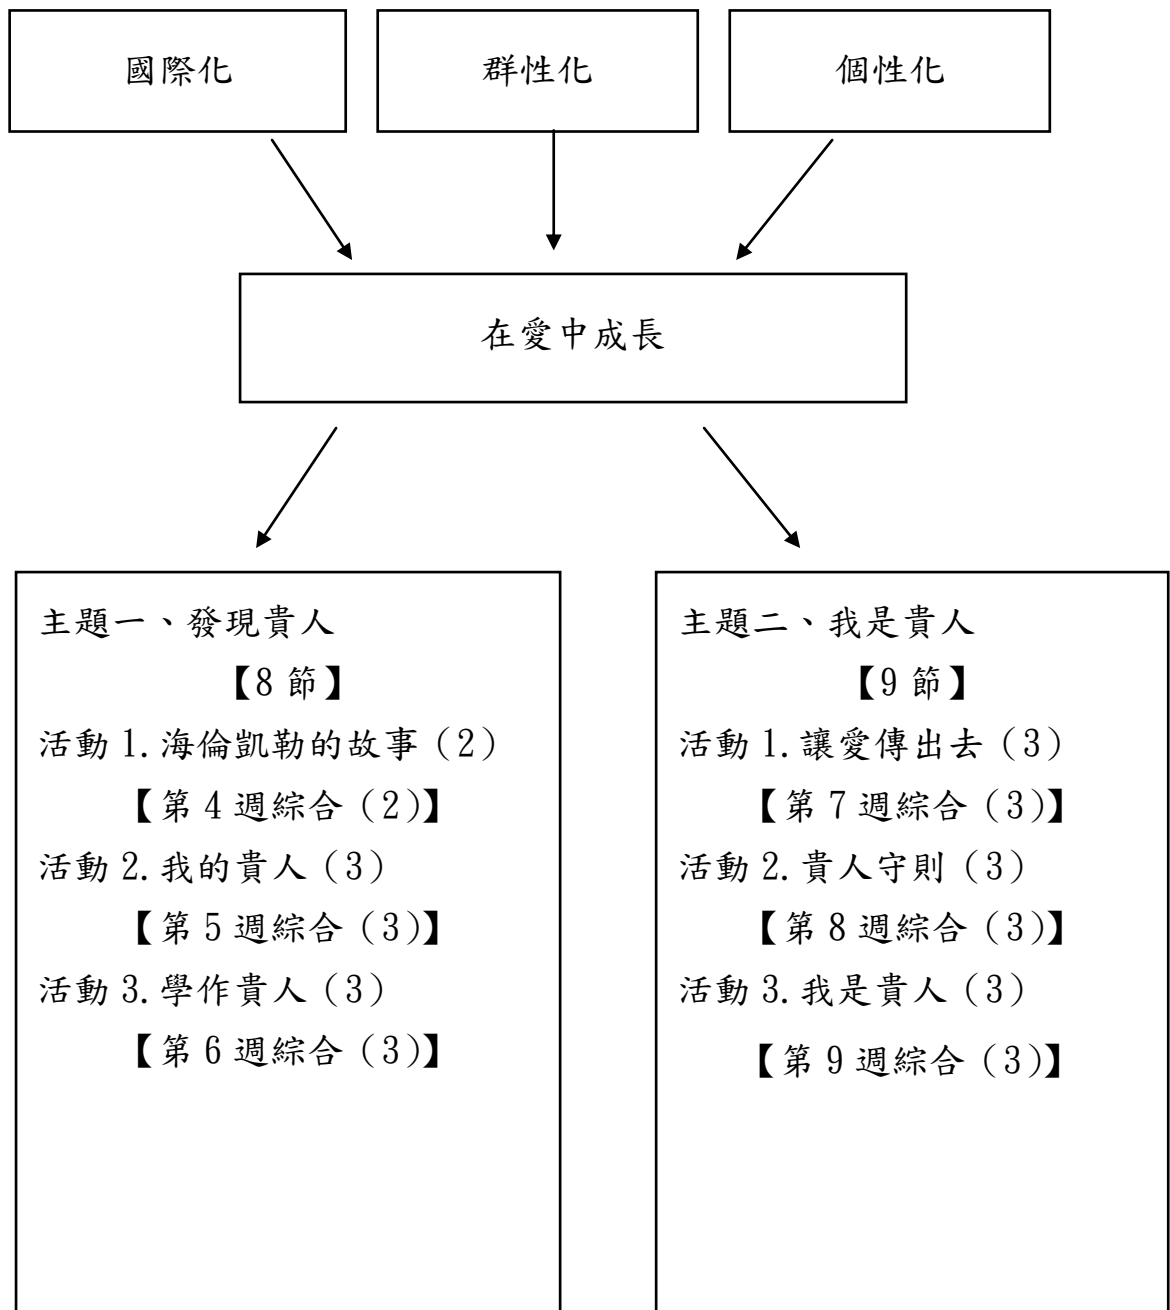 國際化
群性化
個性化
在愛中成長
主題一、發現貴人
【8 節】
活動 1.海倫凱勒的故事（2）
【第 4 週綜合（2）】
活動 2.我的貴人（3）
【第 5 週綜合（3）】
活動 3.學作貴人（3）
【第 6 週綜合（3）】
主題二、我是貴人
【9 節】
活動 1.讓愛傳出去（3）
【第 7 週綜合（3）】
活動 2.貴人守則（3）
【第 8 週綜合（3）】
活動 3.我是貴人（3）
【第 9 週綜合（3）】